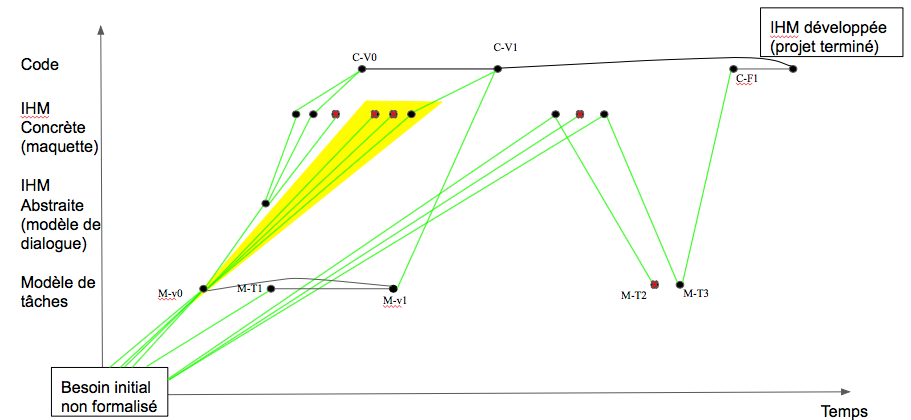 IHM développée
(projet terminé)
C-V1
C-V0
Code
C-F1
IHM
Concrète
(maquette)
IHM
Abstraite
(modèle de
dialogue)
Modèle de
tâches
M-v0
M-T1
M-v1
M-T2
M-T3
Besoin initial
non formalisé
Temps